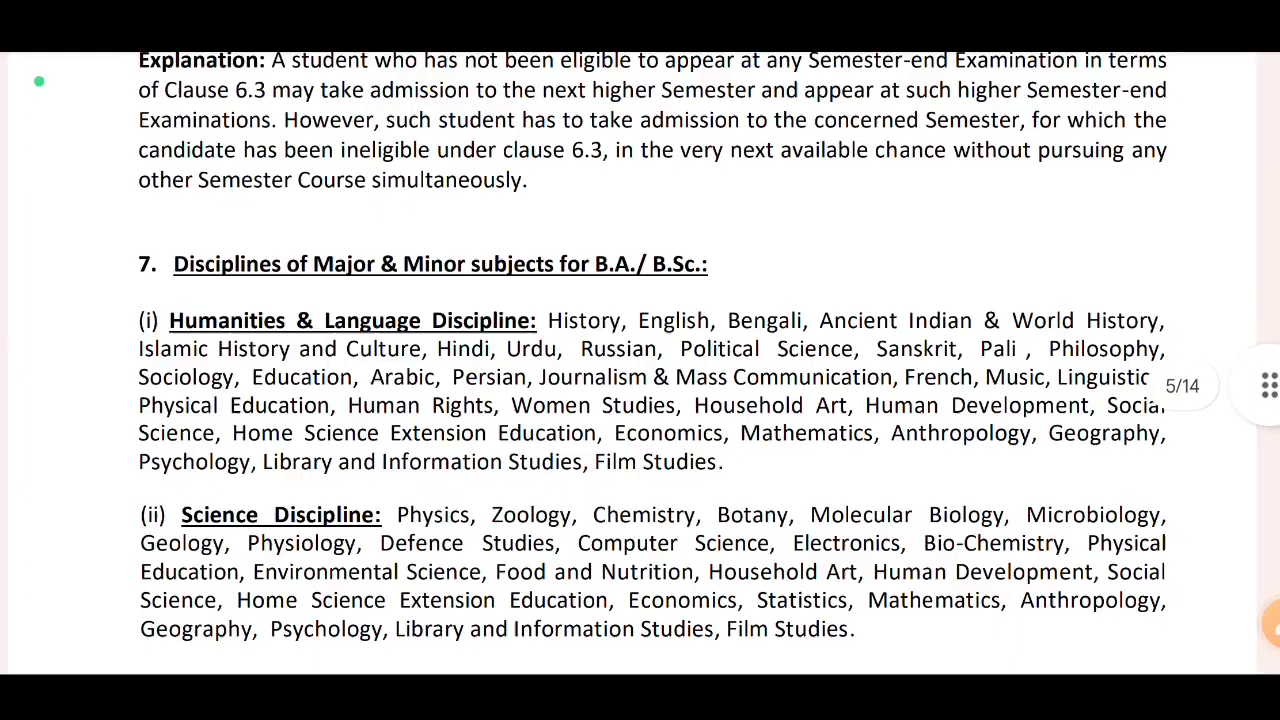 Explanation: A student who has not been eligible to appear at any Semester-end Examination in terms
of Clause 6.3 may take admission to the next higher Semester and appear at such higher Semester-end
Examinations. However, such student has to take admission to the concerned Semester, for which the
candidate has been ineligible under clause 6.3, in the very next available chance without pursuing any
other Semester Course simultaneously.
7. Disciplines of Major & Minor subjects for B.A./ B.Sc.:
(i) Humanities & Language Discipline: History, English, Bengali, Ancient Indian & World History,
Islamic History and Culture, Hindi, Urdu, Russian, Political Science, Sanskrit, Pali , Philosophy,
Sociology, Education, Arabic, Persian, Journalism & Mass Communication, French, Music, Linguistic
5/14
Physical Education, Human Rights, Women Studies, Household Art, Human Development, Social
Science, Home Science Extension Education, Economics, Mathematics, Anthropology, Geography,
Psychology, Library and Information Studies, Film Studies.
(ii) Science Discipline: Physics, Zoology, Chemistry, Botany, Molecular Biology, Microbiology,
Geology, Physiology, Defence Studies, Computer Science, Electronics, Bio-Chemistry, Physical
Education, Environmental Science, Food and Nutrition, Household Art, Human Development, Social
Science, Home Science Extension Education, Economics, Statistics, Mathematics, Anthropology,
Geography, Psychology, Library and Information Studies, Film Studies.